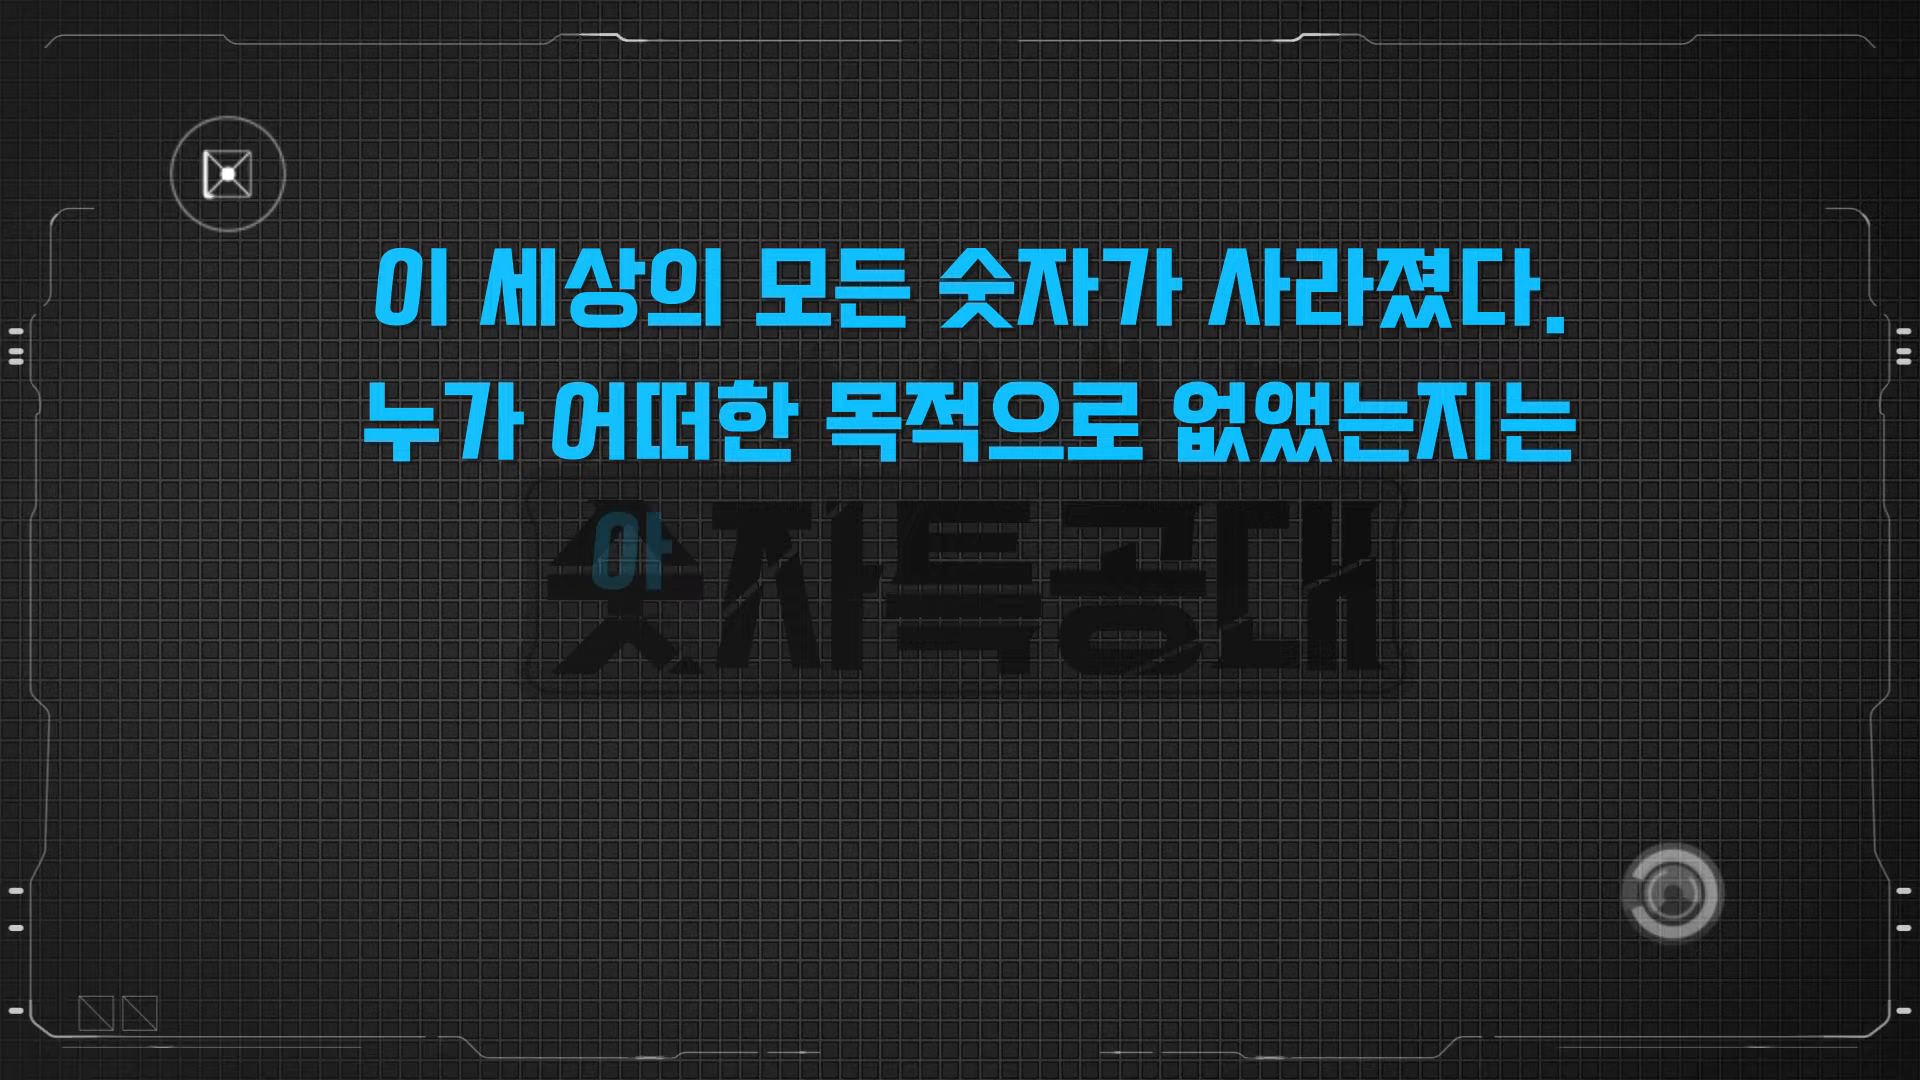 이 세상의 모든 숫자가 사라졌다.
누가 어떠한 목적으로 없앴는지는
아
숫자특공대